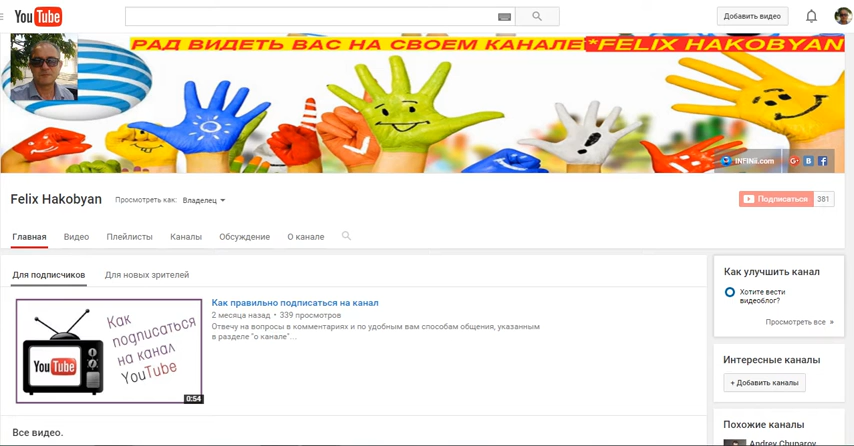 YouTube
Добавить видео
РАД ВИДЕТЬ ВАС НА СВОЕМ КАНАЛЕ *FELIX HAKOBYAN
INFINii.com
Felix Hakobyan
Просмотреть как: Владелец
Подписаться 381
Главная Видео Плейлисты Каналы Обсуждение О канале
Для подписчиков Для новых зрителей
Как
подписаться
на канал
YouTube
YouTube
0:54
Как правильно подписаться на канал
2 месяца назад • 339 просмотров
Отвечу на вопросы в комментариях и по удобным вам способам общения, указанным
в разделе "о канале"...
Все видео.
Как улучшить канал
Хотите вести
видеоблог?
Просмотреть все »
Интересные каналы
+ Добавить каналы
Похожие каналы
Andrey Chuparov